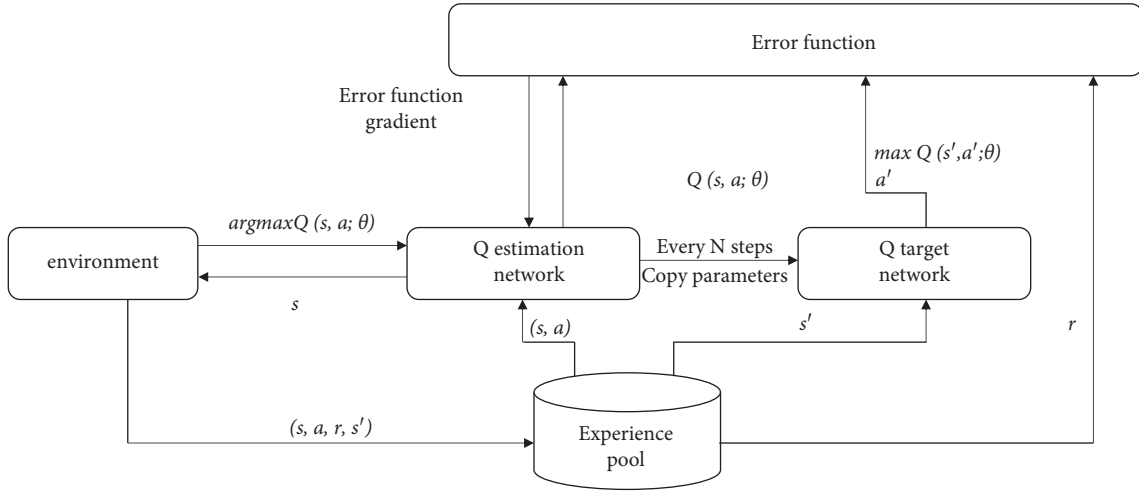 Error function
Error function
gradient
max Q (s′,a′;θ)
a′
Q (s, a; θ)
argmaxQ (s, a; θ)
environment
Q estimation
network
Every N steps
Copy parameters
Q target
network
s
(s, a)
s′
r
(s, a, r, s′)
Experience
pool